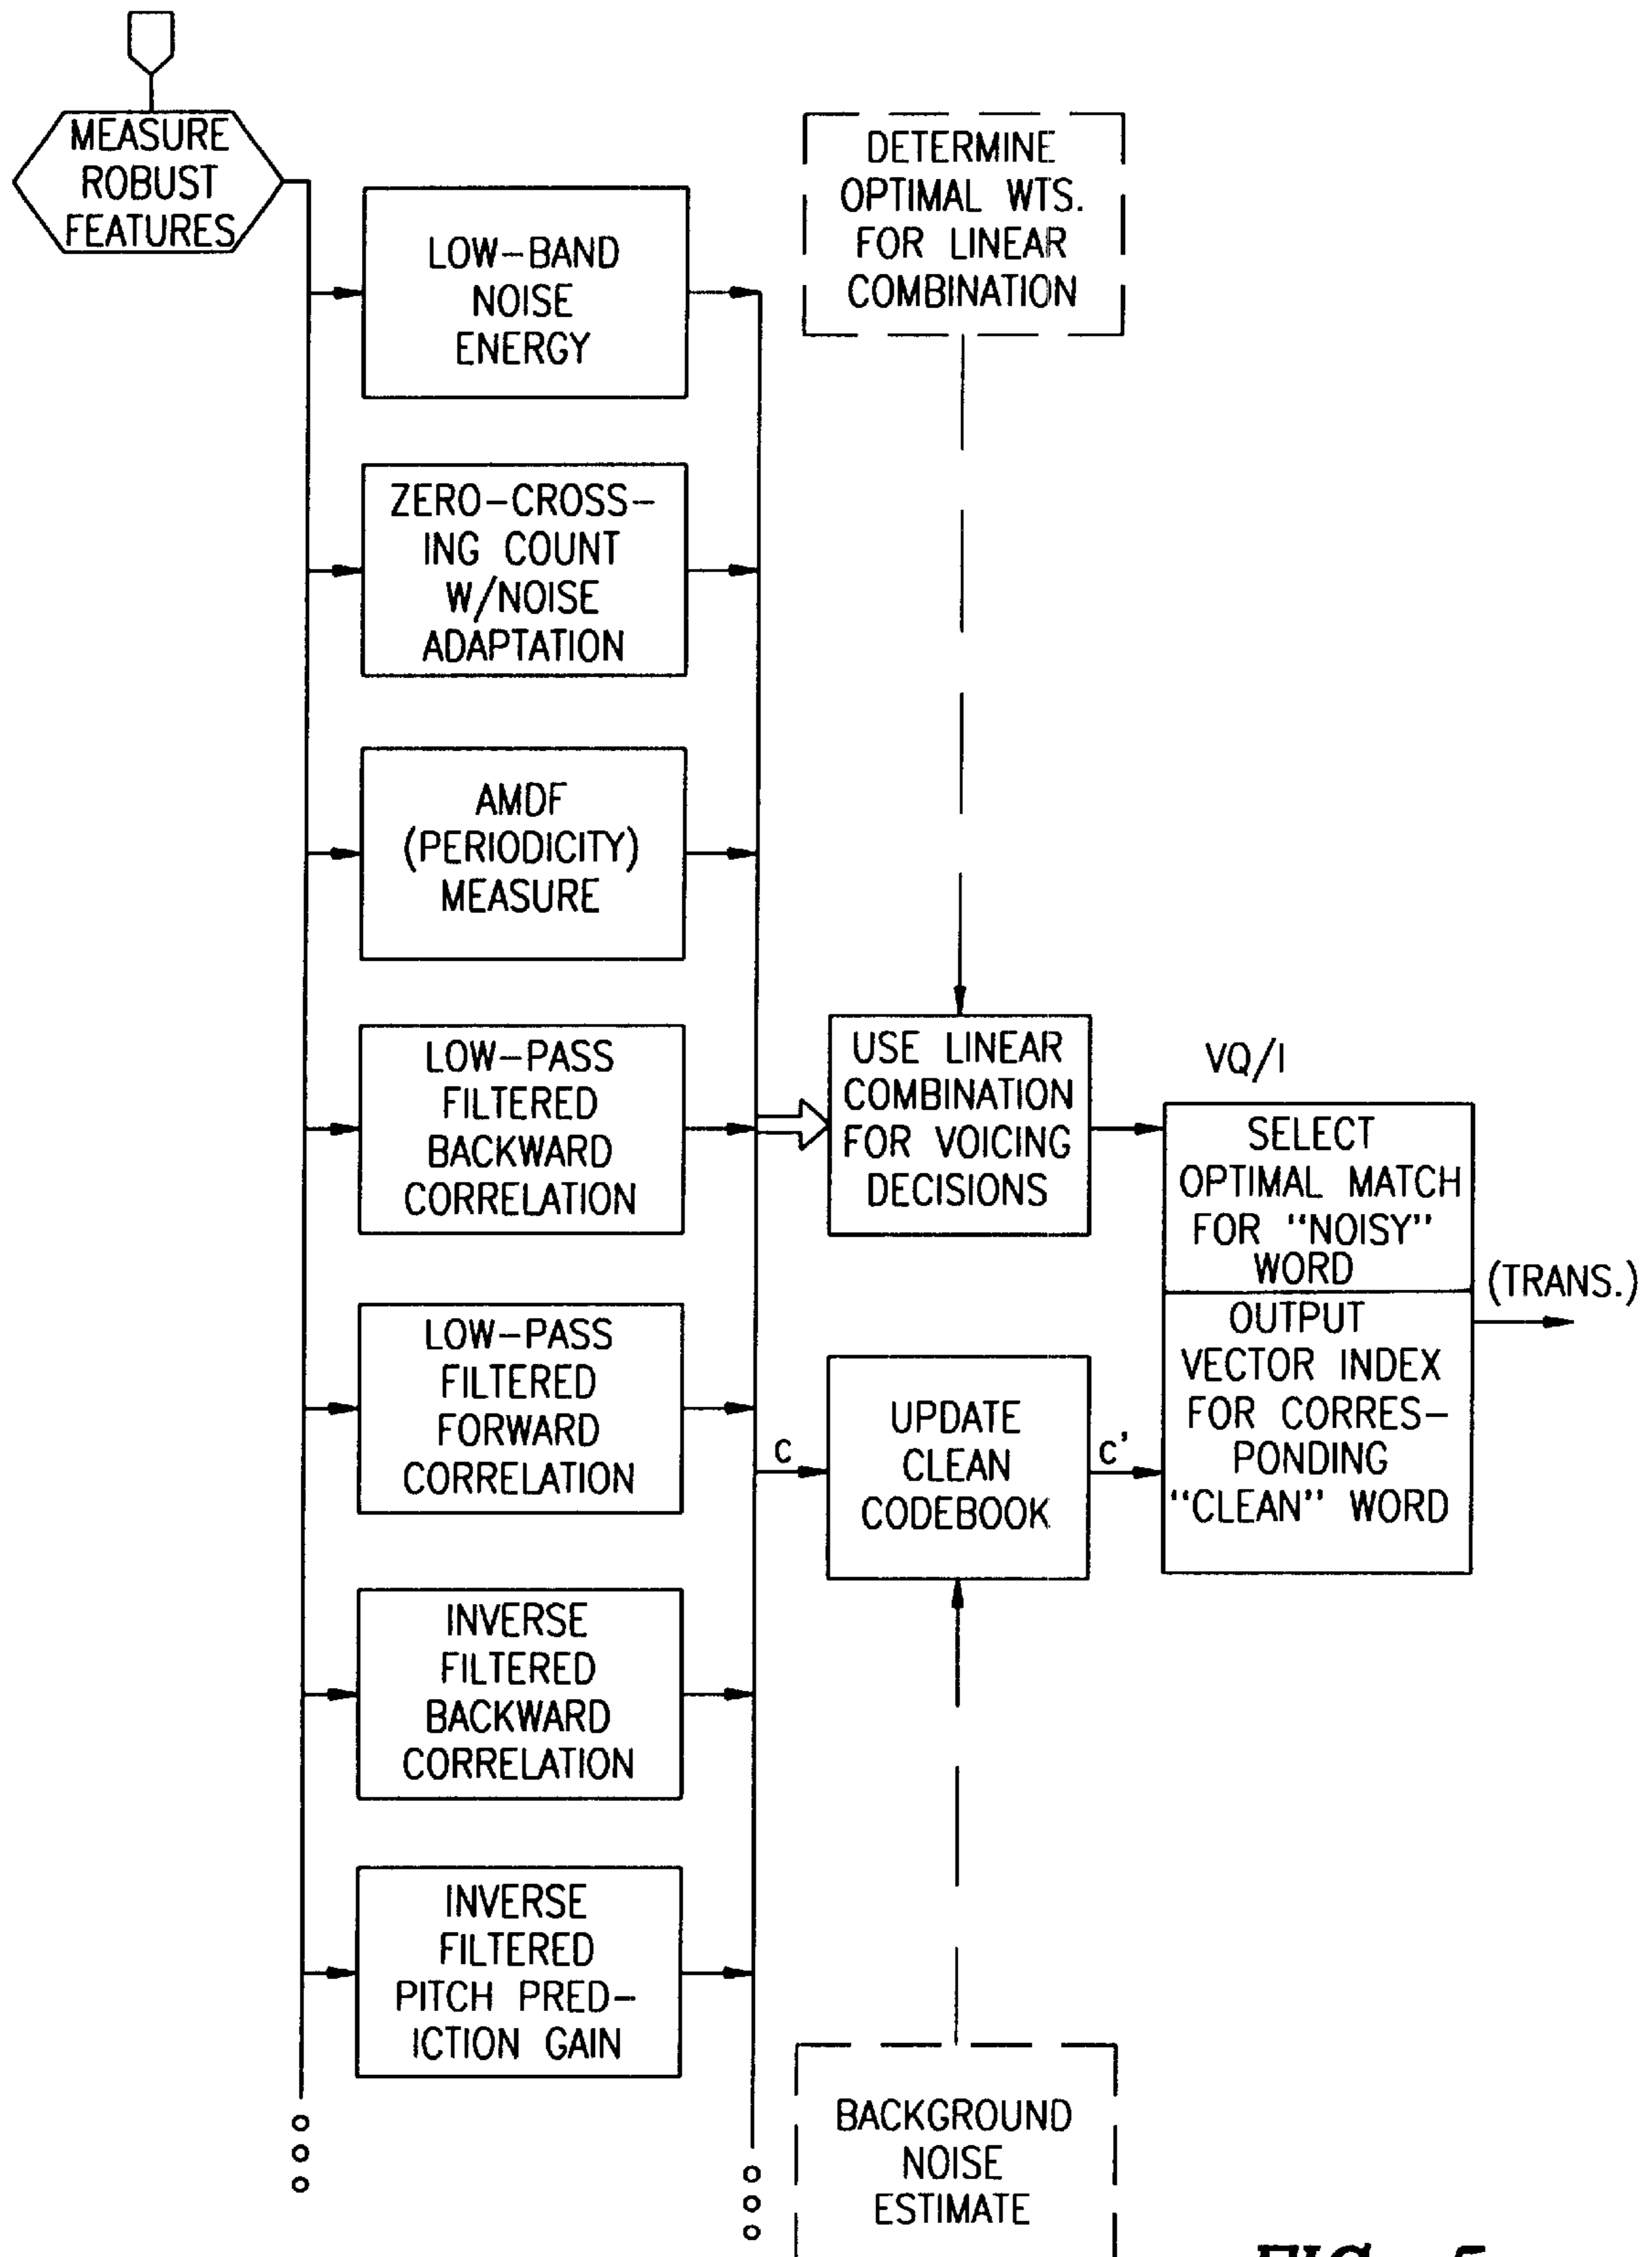 MEASURE
ROBUST
FEATURES
LOW-BAND
NOISE
ENERGY
ZERO-CROSS-
ING COUNT
W/NOISE
ADAPTATION
AMDF
(PERIODICITY)
MEASURE
LOW-PASS
FILTERED
BACKWARD
CORRELATION
LOW-PASS
FILTERED
FORWARD
CORRELATION
INVERSE
FILTERED
BACKWARD
CORRELATION
INVERSE
FILTERED
PITCH PRED-
ICTION GAIN
DETERMINE
OPTIMAL WTS.
FOR LINEAR
COMBINATION
USE LINEAR
COMBINATION
FOR VOICING
DECISIONS
C
UPDATE
CLEAN
CODEBOOK
C'
BACKGROUND
NOISE
ESTIMATE
VQ/I
SELECT
OPTIMAL MATCH
FOR "NOISY"
WORD
OUTPUT
VECTOR INDEX
FOR CORRES-
PONDING
"CLEAN" WORD
(TRANS.)